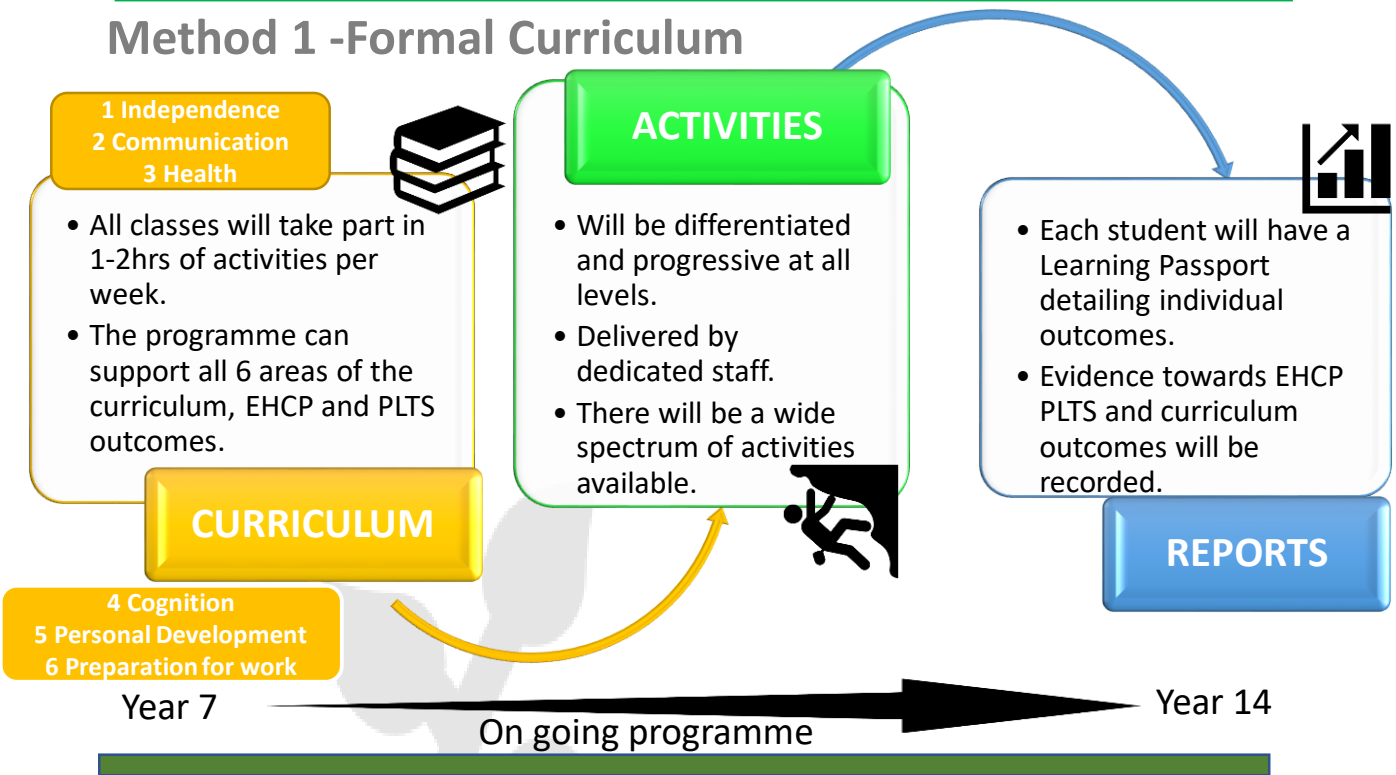 Method 1 -Formal Curriculum
1 Independence
2 Communication
3 Health
• All classes will take part in
1-2hrs of activities per
week.
• The programme can
support all 6 areas of the
curriculum, EHCP and PLTS
outcomes.
CURRICULUM
4 Cognition
5 Personal Development
6 Preparation for work
ACTIVITIES
• Will be differentiated
and progressive at all
levels.
• Delivered by
dedicated staff.
• There will be a wide
spectrum of activities
available.
• Each student will have a
Learning Passport
detailing individual
outcomes.
• Evidence towards EHCP
PLTS and curriculum
outcomes will be
recorded.
REPORTS
Year 7
On going programme
Year 14